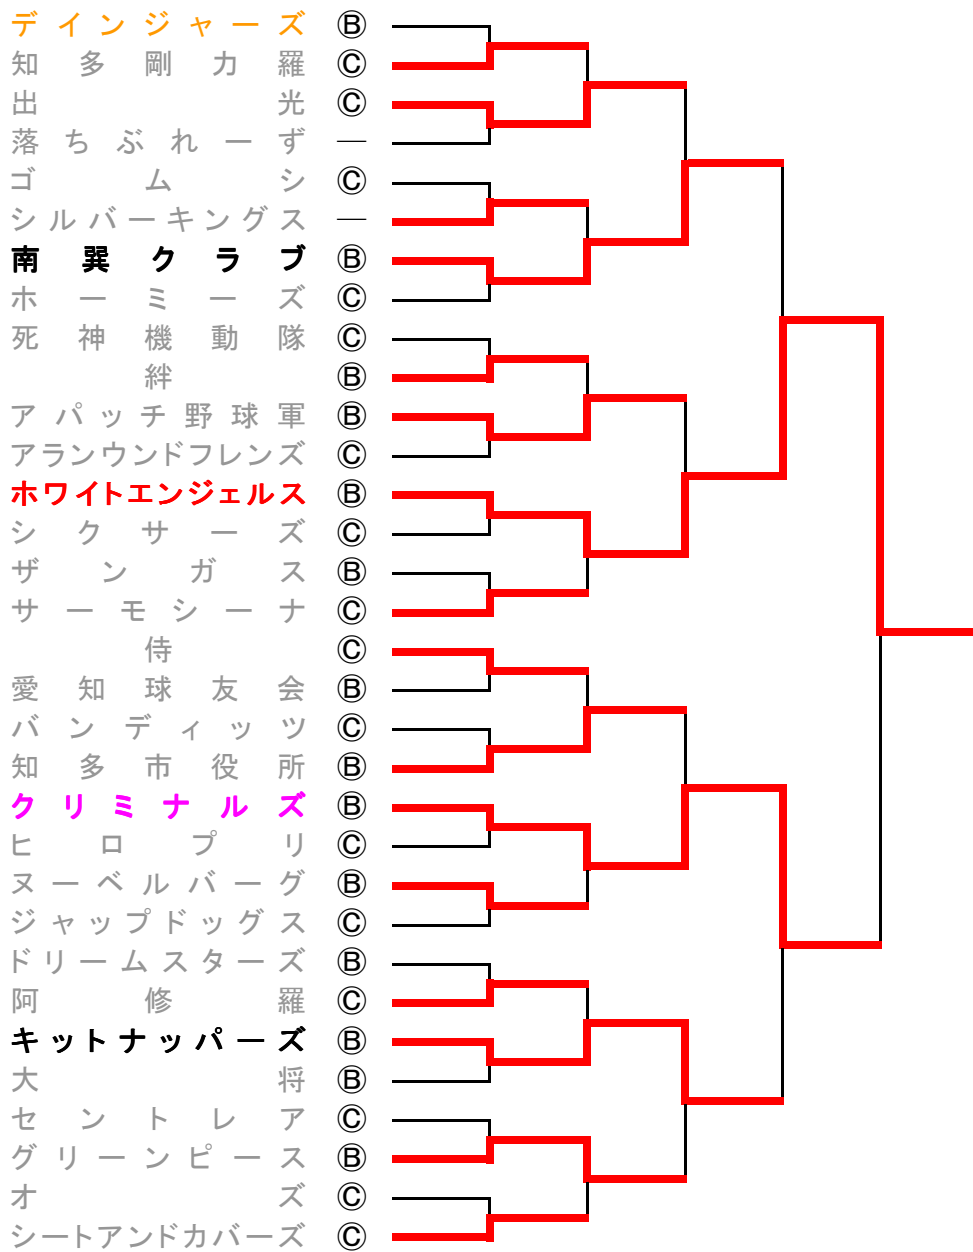 デインジャーズ Ⓑ
知多剛力羅 Ⓒ
出光 Ⓒ
落ちぶれーず ―
ゴムシ Ⓒ
シルバーキングス ―
南巽クラブ Ⓑ
ホーミーズ Ⓒ
死神機動隊 Ⓒ
絆 Ⓑ
アパッチ野球軍 Ⓑ
アランウンドフレンズ Ⓒ
ホワイトエンジェルス Ⓑ
シクサーズ Ⓒ
ザンガス Ⓑ
サーモシーナ Ⓒ
侍 Ⓒ
愛知球友会 Ⓑ
バンディッツ Ⓒ
知多市役所 Ⓑ
クリミナルズ Ⓑ
ヒロプリ Ⓒ
ヌーベルバーグ Ⓑ
ジャップドッグス Ⓒ
ドリームスターズ Ⓑ
阿修羅 Ⓒ
キットナッパーズ Ⓑ
大将 Ⓑ
セントレア Ⓒ
グリーンピース Ⓑ
オズ Ⓒ
シートアンドカバーズ Ⓒ